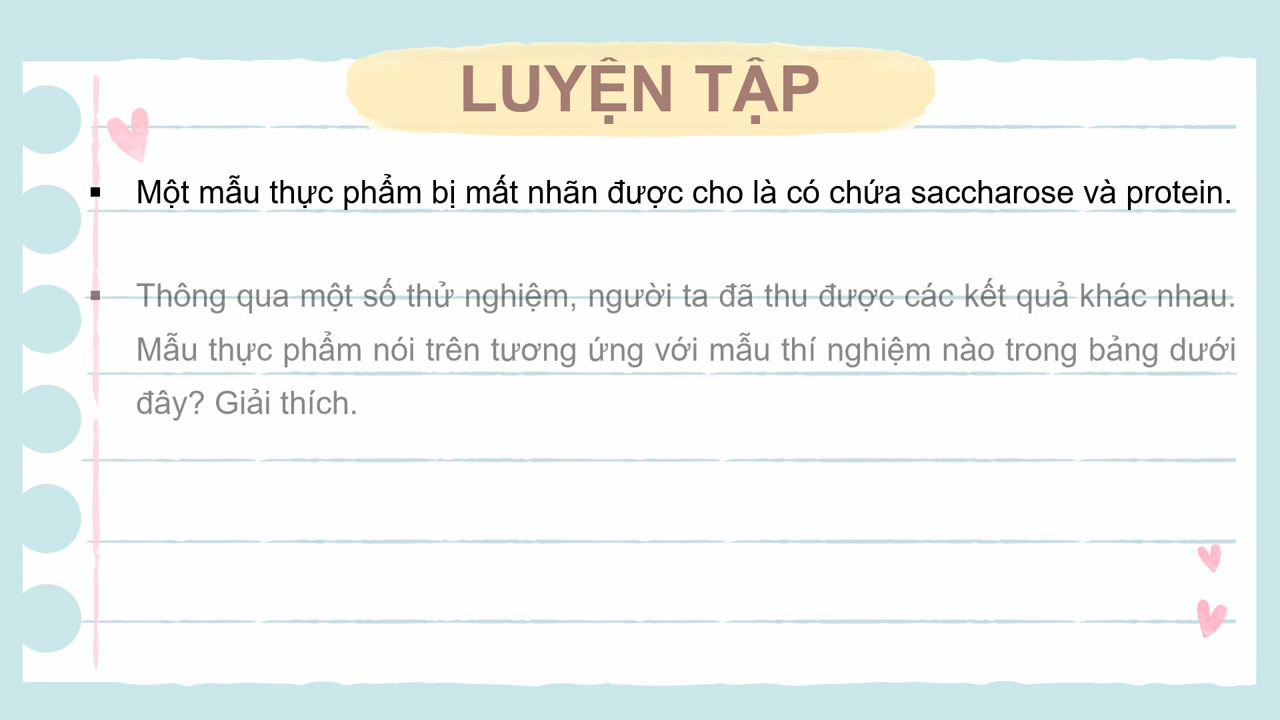 LUYỆN TẬP
▪ Một mẫu thực phẩm bị mất nhãn được cho là có chứa saccharose và protein.
▪ Thông qua một số thử nghiệm, người ta đã thu được các kết quả khác nhau.
Mẫu thực phẩm nói trên tương ứng với mẫu thí nghiệm nào trong bảng dưới
đây? Giải thích.